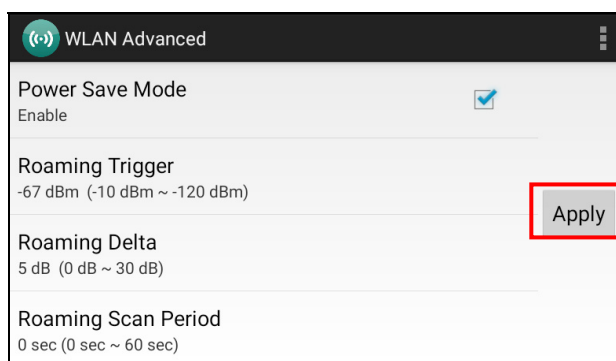 WLAN Advanced
Power Save Mode
Enable
Roaming Trigger
-67 dBm (-10 dBm ~ -120 dBm)
Apply
Roaming Delta
5 dB (0 dB ~ 30 dB)
Roaming Scan Period
0 sec (0 sec ~ 60 sec)